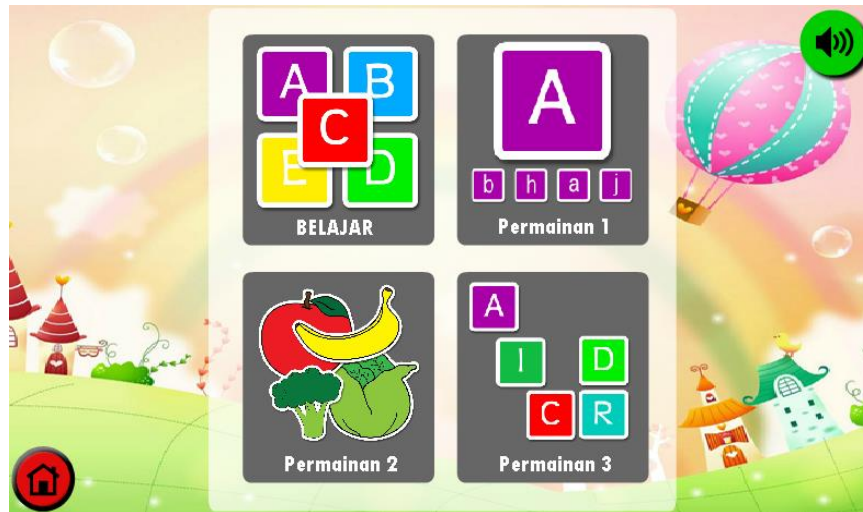 A B
C
E D
BELAJAR
A
b h a j
Permainan 1
Permainan 2
A
I D
C R
Permainan 3